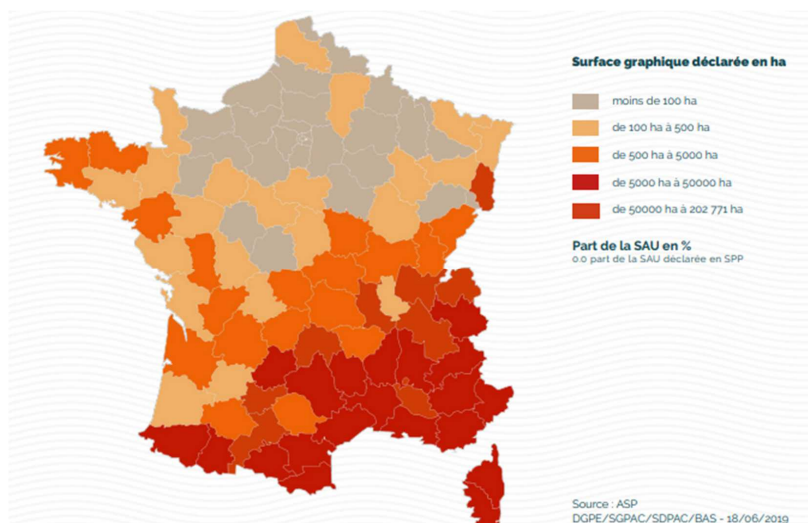 Surface graphique déclarée en ha
moins de 100 ha
de 100 ha à 500 ha
de 500 ha à 5000 ha
de 5000 ha à 50000 ha
de 50000 ha à 202 771 ha
Part de la SAU en %
0.0 part de la SAU déclarée en SPP
Source : ASP
DGPE/SGPAC/SDPAC/BAS - 18/06/2019